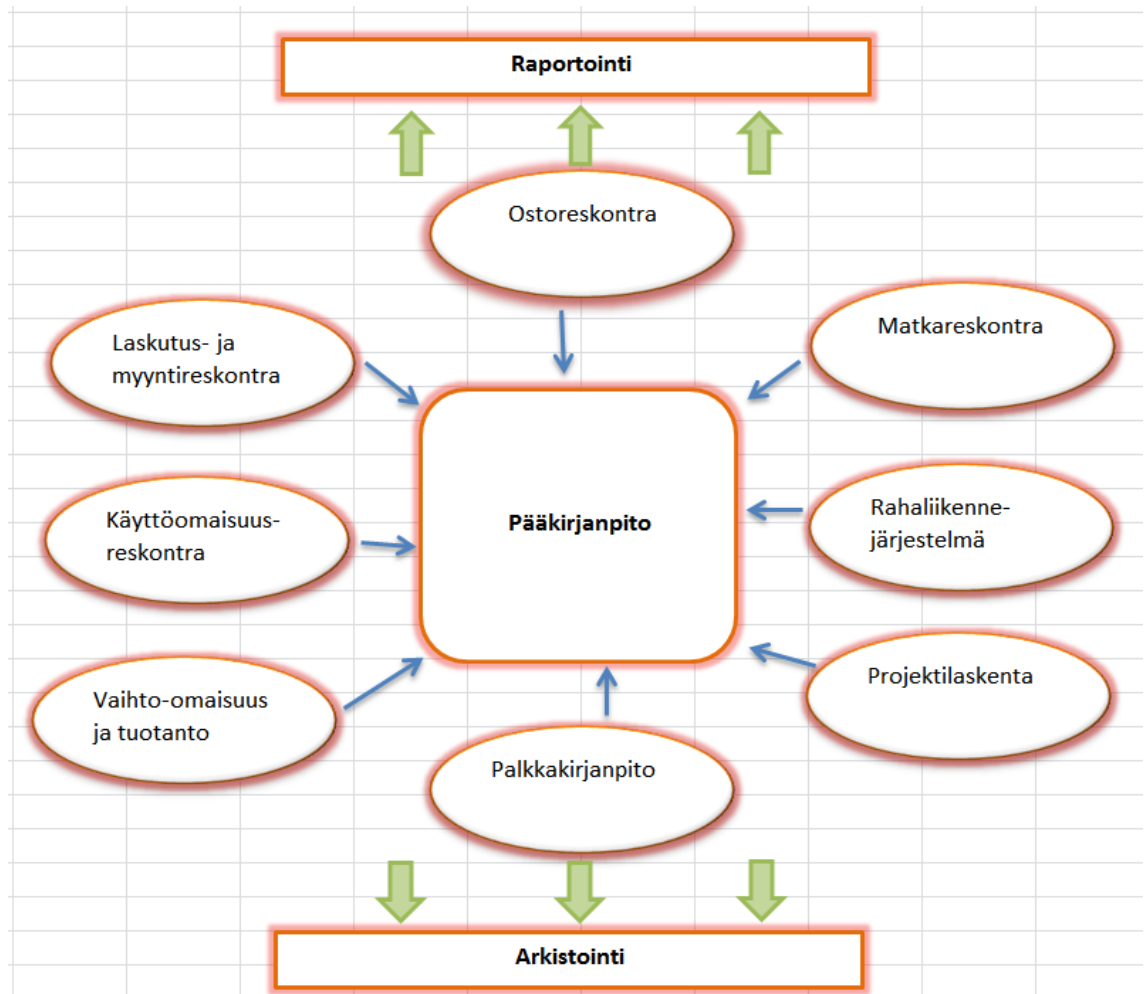 Raportointi
Ostoreskontra
Laskutus- ja
myyntireskontra
Matkareskontra
Käyttöomaisuus-
reskontra
Pääkirjanpito
Rahaliikenne-
järjestelmä
Vaihto-omaisuus
ja tuotanto
Projektilaskenta
Palkkakirjanpito
Arkistointi